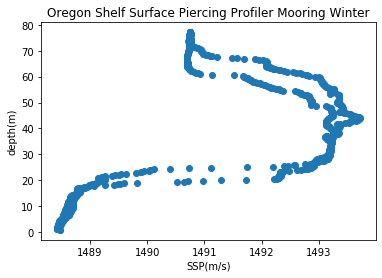 Oregon Shelf Surface Piercing Profiler Mooring Winter
80
70
60
50
40
30
20
10
0
depth(m)
1489 1490 1491 1492 1493
SSP(m/s)